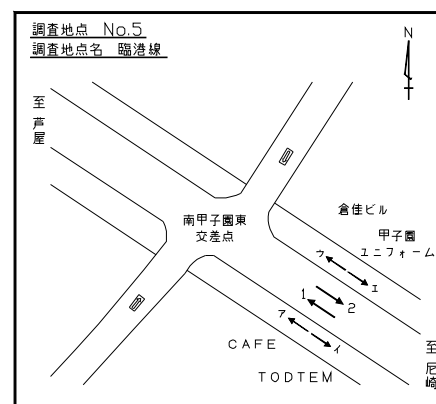 調査地点 No.5
調査地点名 臨港線
N
至芦屋
南甲子園東
交差点
倉佳ビル
甲子園
ユニフォーム
ウ
エ
1
2
ア
イ
CAFE
TODTEM
至尼崎